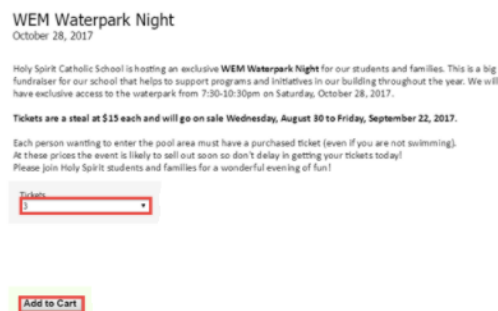 WEM Waterpark Night
October 28, 2017
Holy Spirit Catholic School is hosting an exclusive WEM Waterpark Night for our students and families. This is a big
fundraiser for our school that helps to support programs and initiatives in our building throughout the year. We will
have exclusive access to the waterpark from 7:30-10:30pm on Saturday, October 28, 2017.
Tickets are a steal at $15 each and will go on sale Wednesday, August 30 to Friday, September 22, 2017.
Each person wanting to enter the pool area must have a purchased ticket (even if you are not swimming).
At these prices the event is likely to sell out soon so don't delay in getting your tickets today!
Please join Holy Spirit students and families for a wonderful evening of fun!
Tickets
3
Add to Cart